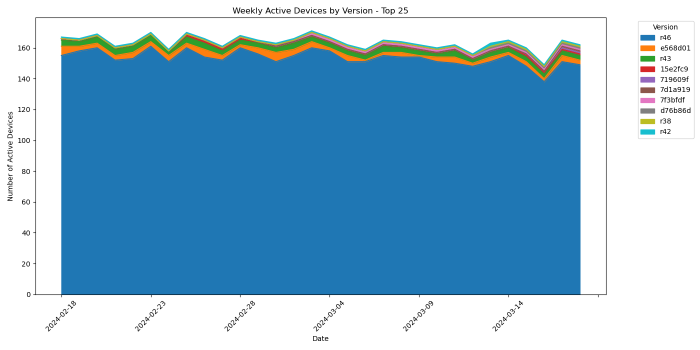 Weekly Active Devices by Version - Top 25
Number of Active Devices
160
140
120
100
80
60
40
20
0
2024-02-18
2024-02-23
2024-02-28
2024-03-04
2024-03-09
2024-03-14
Date
Version
r46
e568d01
r43
15e2fc9
719609f
7d1a919
7f3bfdf
d76b86d
r38
r42